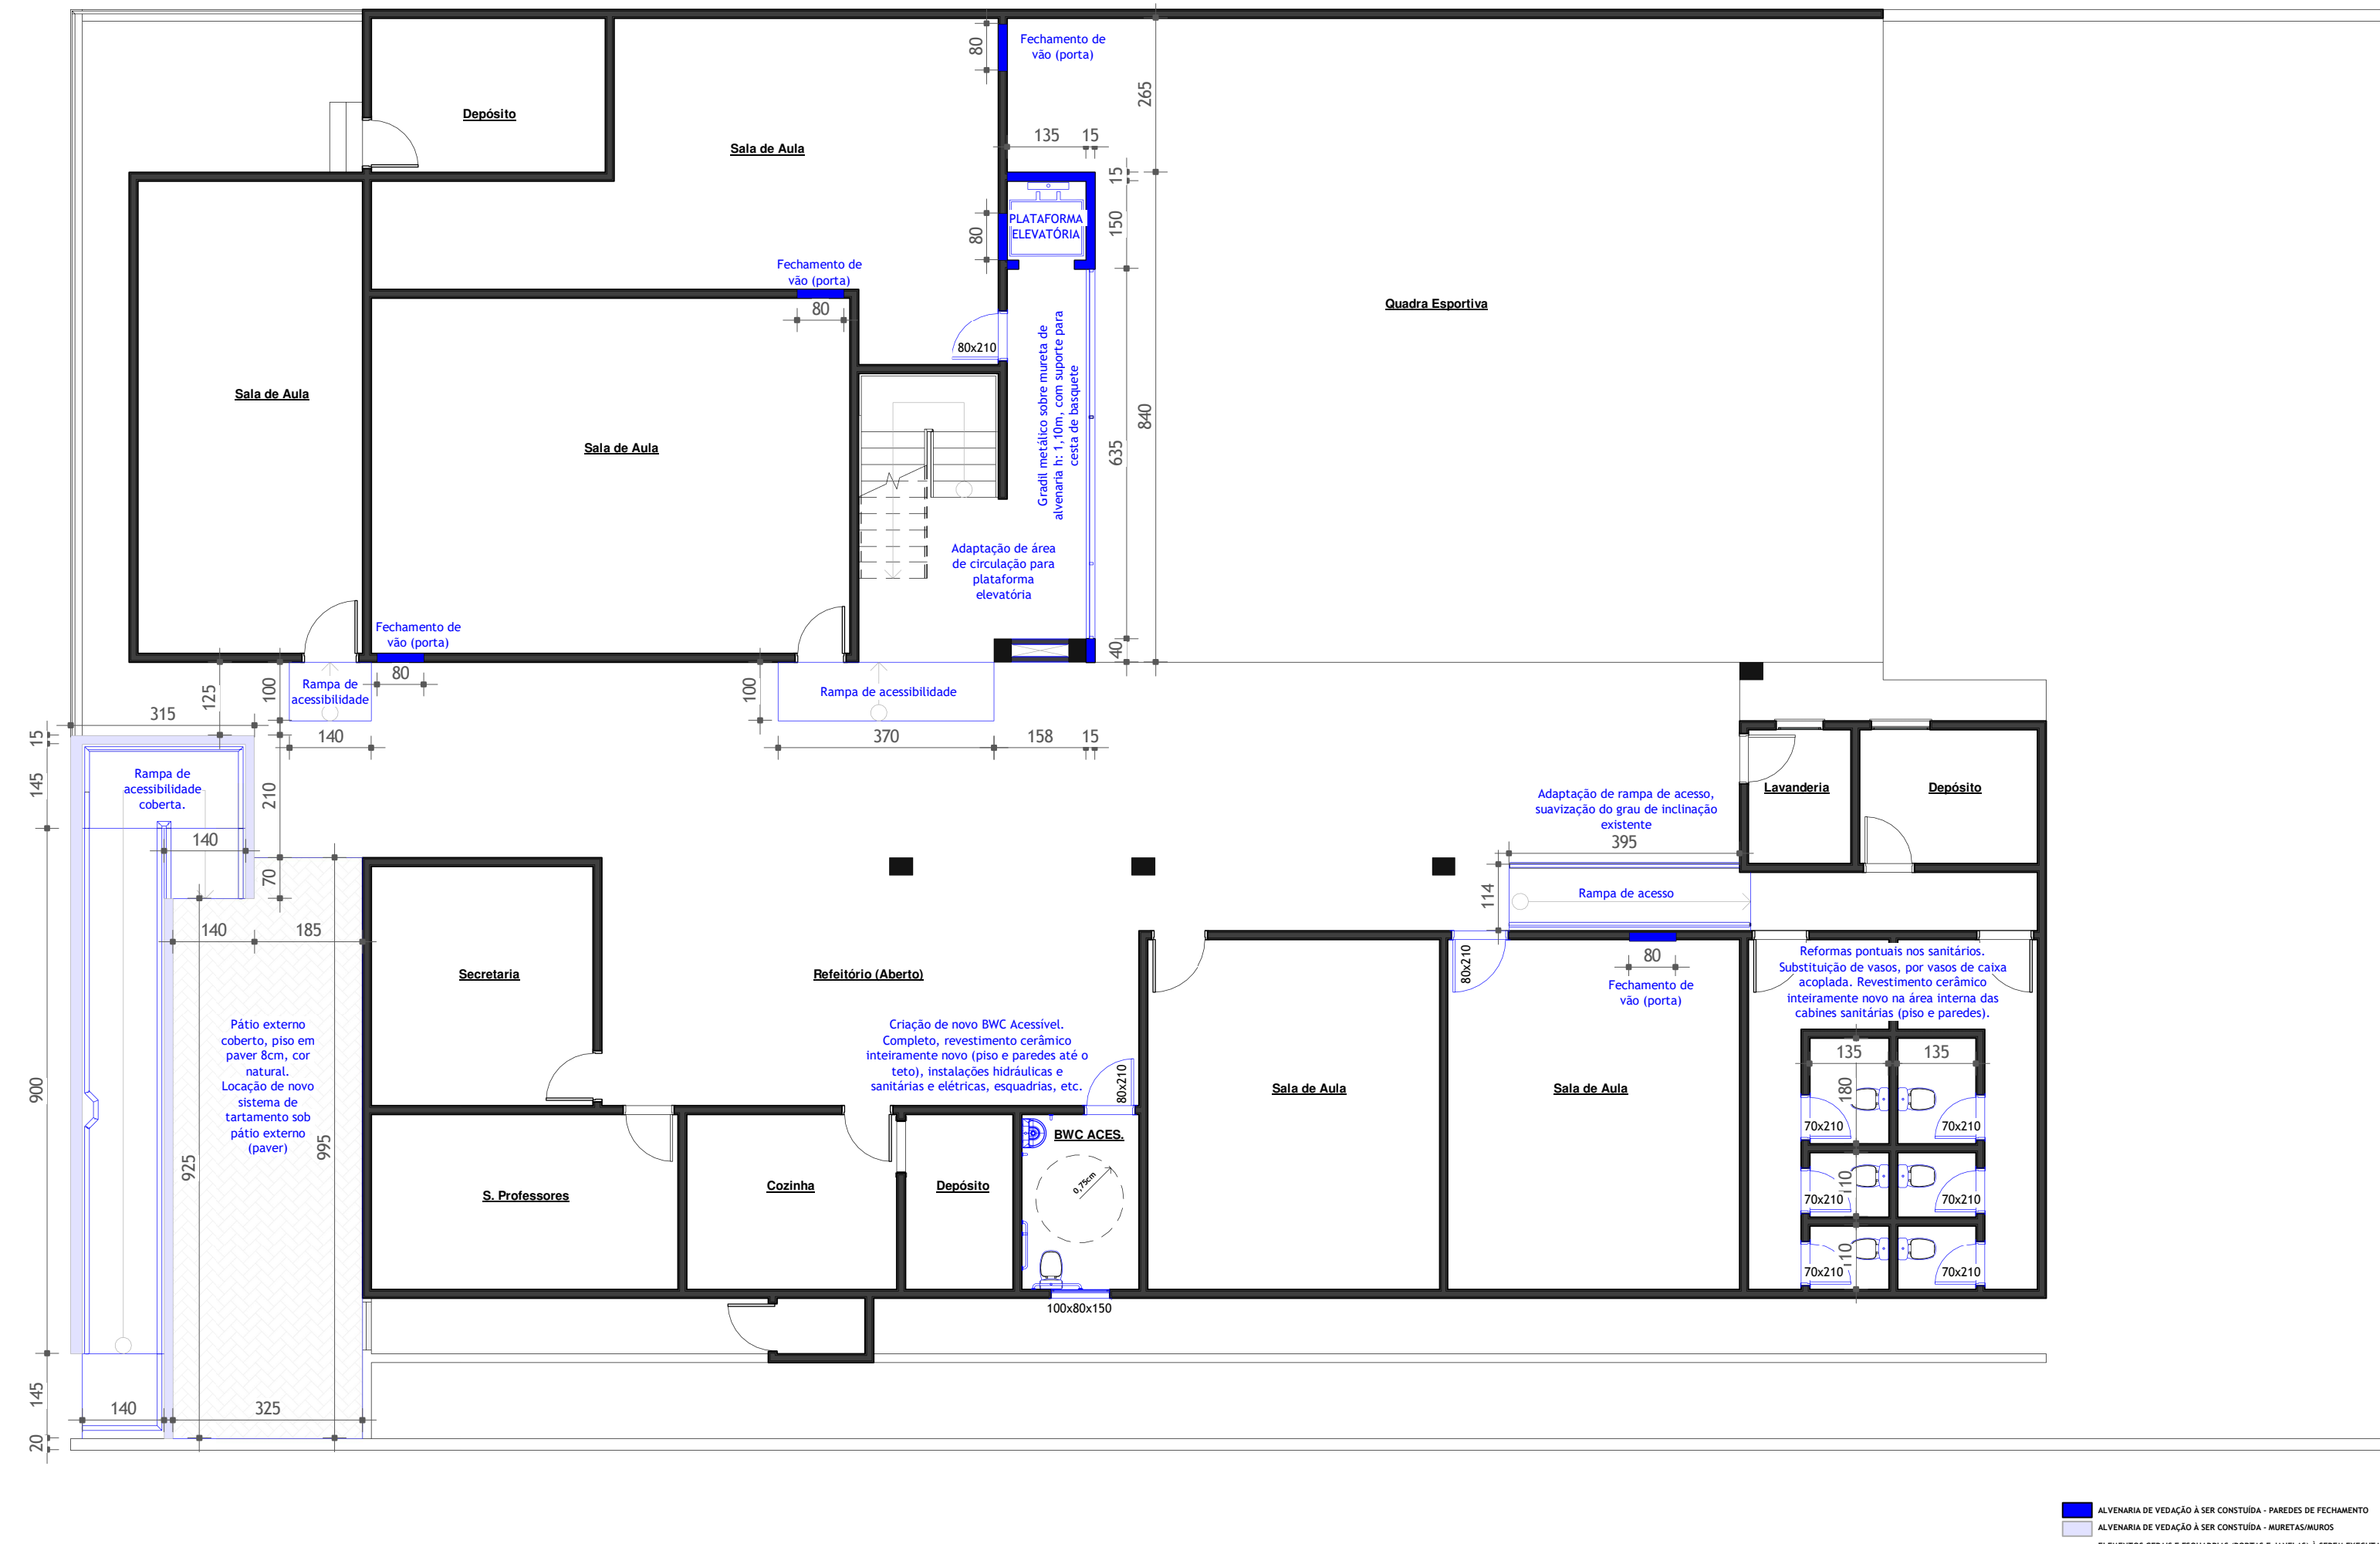 80
Fechamento de
vão (porta)
265
Depósito
Sala de Aula
135
15
15
150
80
PLATAFORMA
ELEVATÓRIA
Fechamento de
vão (porta)
80
Quadra Esportiva
80x210
Gradil metálico sobre mureta de
alvenaria h: 1,10m, com suporte para
cesta de basquete
840
635
Sala de Aula
Sala de Aula
Adaptação de área
de circulação para
plataforma
elevatória
Fechamento de
vão (porta)
40
80
125
100
Rampa de
acessibilidade
100
Rampa de acessibilidade
315
140
370
158
15
15
145
Rampa de
acessibilidade
coberta.
210
140
70
Adaptação de rampa de acesso,
suavização do grau de inclinação
existente
395
Lavanderia
Depósito
114
Rampa de acesso
140
185
Secretaria
Refeitório (Aberto)
80x210
80
Fechamento de
vão (porta)
Reformas pontuais nos sanitários.
Substituição de vasos, por vasos de caixa
acoplada. Revestimento cerâmico
inteiramente novo na área interna das
cabines sanitárias (piso e paredes).
Pátio externo
coberto, piso em
paver 8cm, cor
natural.
Locação de novo
sistema de
tartamento sob
pátio externo
(paver)
900
925
995
Criação de novo BWC Acessível.
Completo, revestimento cerâmico
inteiramente novo (piso e paredes até o
teto), instalações hidráulicas e
sanitárias e elétricas, esquadrias, etc.
80x210
Sala de Aula
Sala de Aula
135
135
180
70x210
70x210
BWC ACES.
0,75cm
S. Professores
Cozinha
Depósito
110
70x210
70x210
110
70x210
70x210
100x80x150
145
140
325
20
ALVENARIA DE VEDAÇÃO À SER CONSTUÍDA - PAREDES DE FECHAMENTO
ALVENARIA DE VEDAÇÃO À SER CONSTUÍDA - MURETAS/MUROS